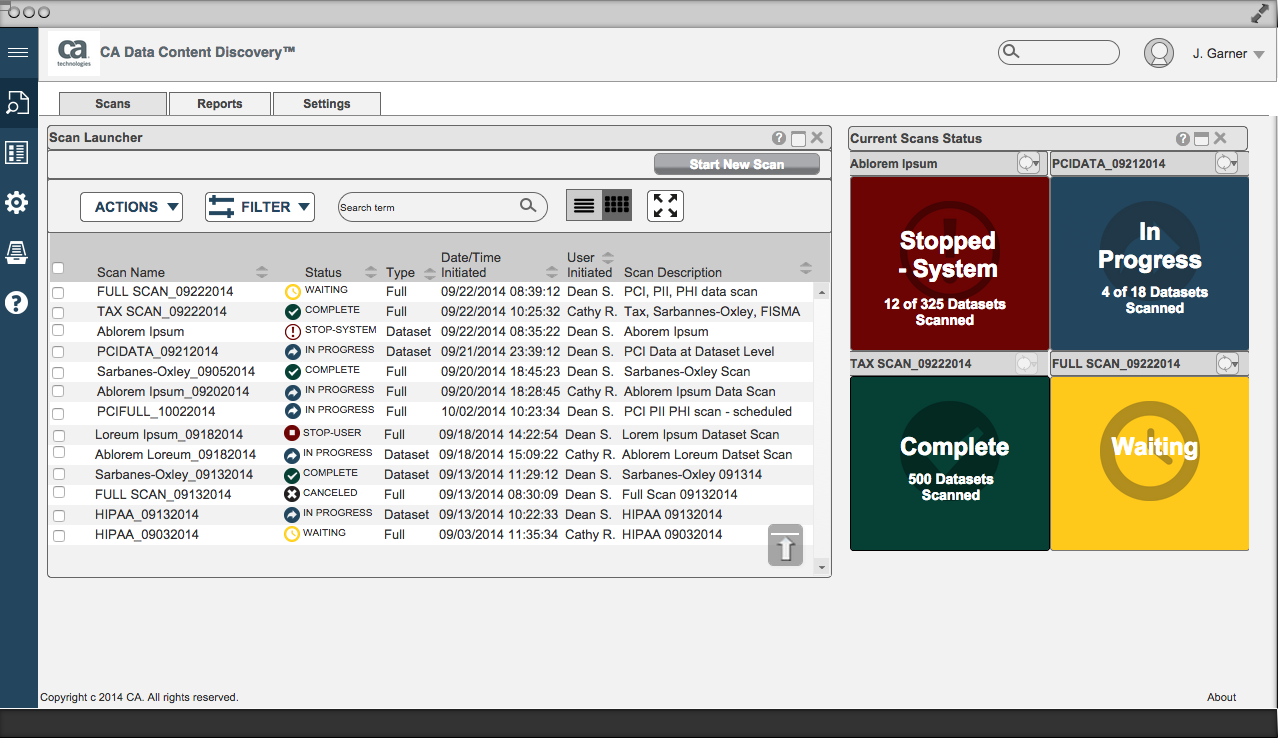 ca
technologies
CA Data Content Discovery™
J. Garner
Scans Reports Settings
Scan Launcher
Start New Scan
ACTIONS FILTER Search term
Scan Name Status Type Date/Time Initiated User Initiated Scan Description
FULL SCAN_09222014 WAITING Full 09/22/2014 08:39:12 Dean S. PCI, PII, PHI data scan
TAX SCAN_09222014 COMPLETE Full 09/22/2014 10:25:32 Cathy R. Tax, Sarbannes-Oxley, FISMA
Ablorem Ipsum STOP-SYSTEM Dataset 09/22/2014 08:35:22 Dean S. Aborem Ipsum
PCIDATA_09212014 IN PROGRESS Dataset 09/21/2014 23:39:12 Dean S. PCI Data at Dataset Level
Sarbanes-Oxley_09052014 COMPLETE Full 09/20/2014 18:45:23 Dean S. Sarbanes-Oxley Scan
Ablorem Ipsum_09202014 IN PROGRESS Full 09/20/2014 18:28:45 Cathy R. Ablorem Ipsum Data Scan
PCIFULL_10022014 IN PROGRESS Full 10/02/2014 10:23:34 Dean S. PCI PII PHI scan - scheduled
Loreum Ipsum_09182014 STOP-USER Full 09/18/2014 14:22:54 Dean S. Lorem Ipsum Dataset Scan
Ablorem Loreum_09182014 IN PROGRESS Dataset 09/18/2014 15:09:22 Cathy R. Ablorem Loreum Datset Scan
Sarbanes-Oxley_09132014 COMPLETE Dataset 09/13/2014 11:29:12 Dean S. Sarbanes-Oxley 091314
FULL SCAN_09132014 CANCELED Full 09/13/2014 08:30:09 Dean S. Full Scan 09132014
HIPAA_09132014 IN PROGRESS Dataset 09/13/2014 10:22:33 Dean S. HIPAA 09132014
HIPAA_09032014 WAITING Full 09/03/2014 11:35:34 Cathy R. HIPAA 09032014
Current Scans Status
Ablorem Ipsum
Stopped
- System
12 of 325 Datasets
Scanned
PCIDATA_09212014
In
Progress
4 of 18 Datasets
Scanned
TAX SCAN_09222014
Complete
500 Datasets
Scanned
FULL SCAN_09222014
Waiting
Copyright c 2014 CA. All rights reserved.
About